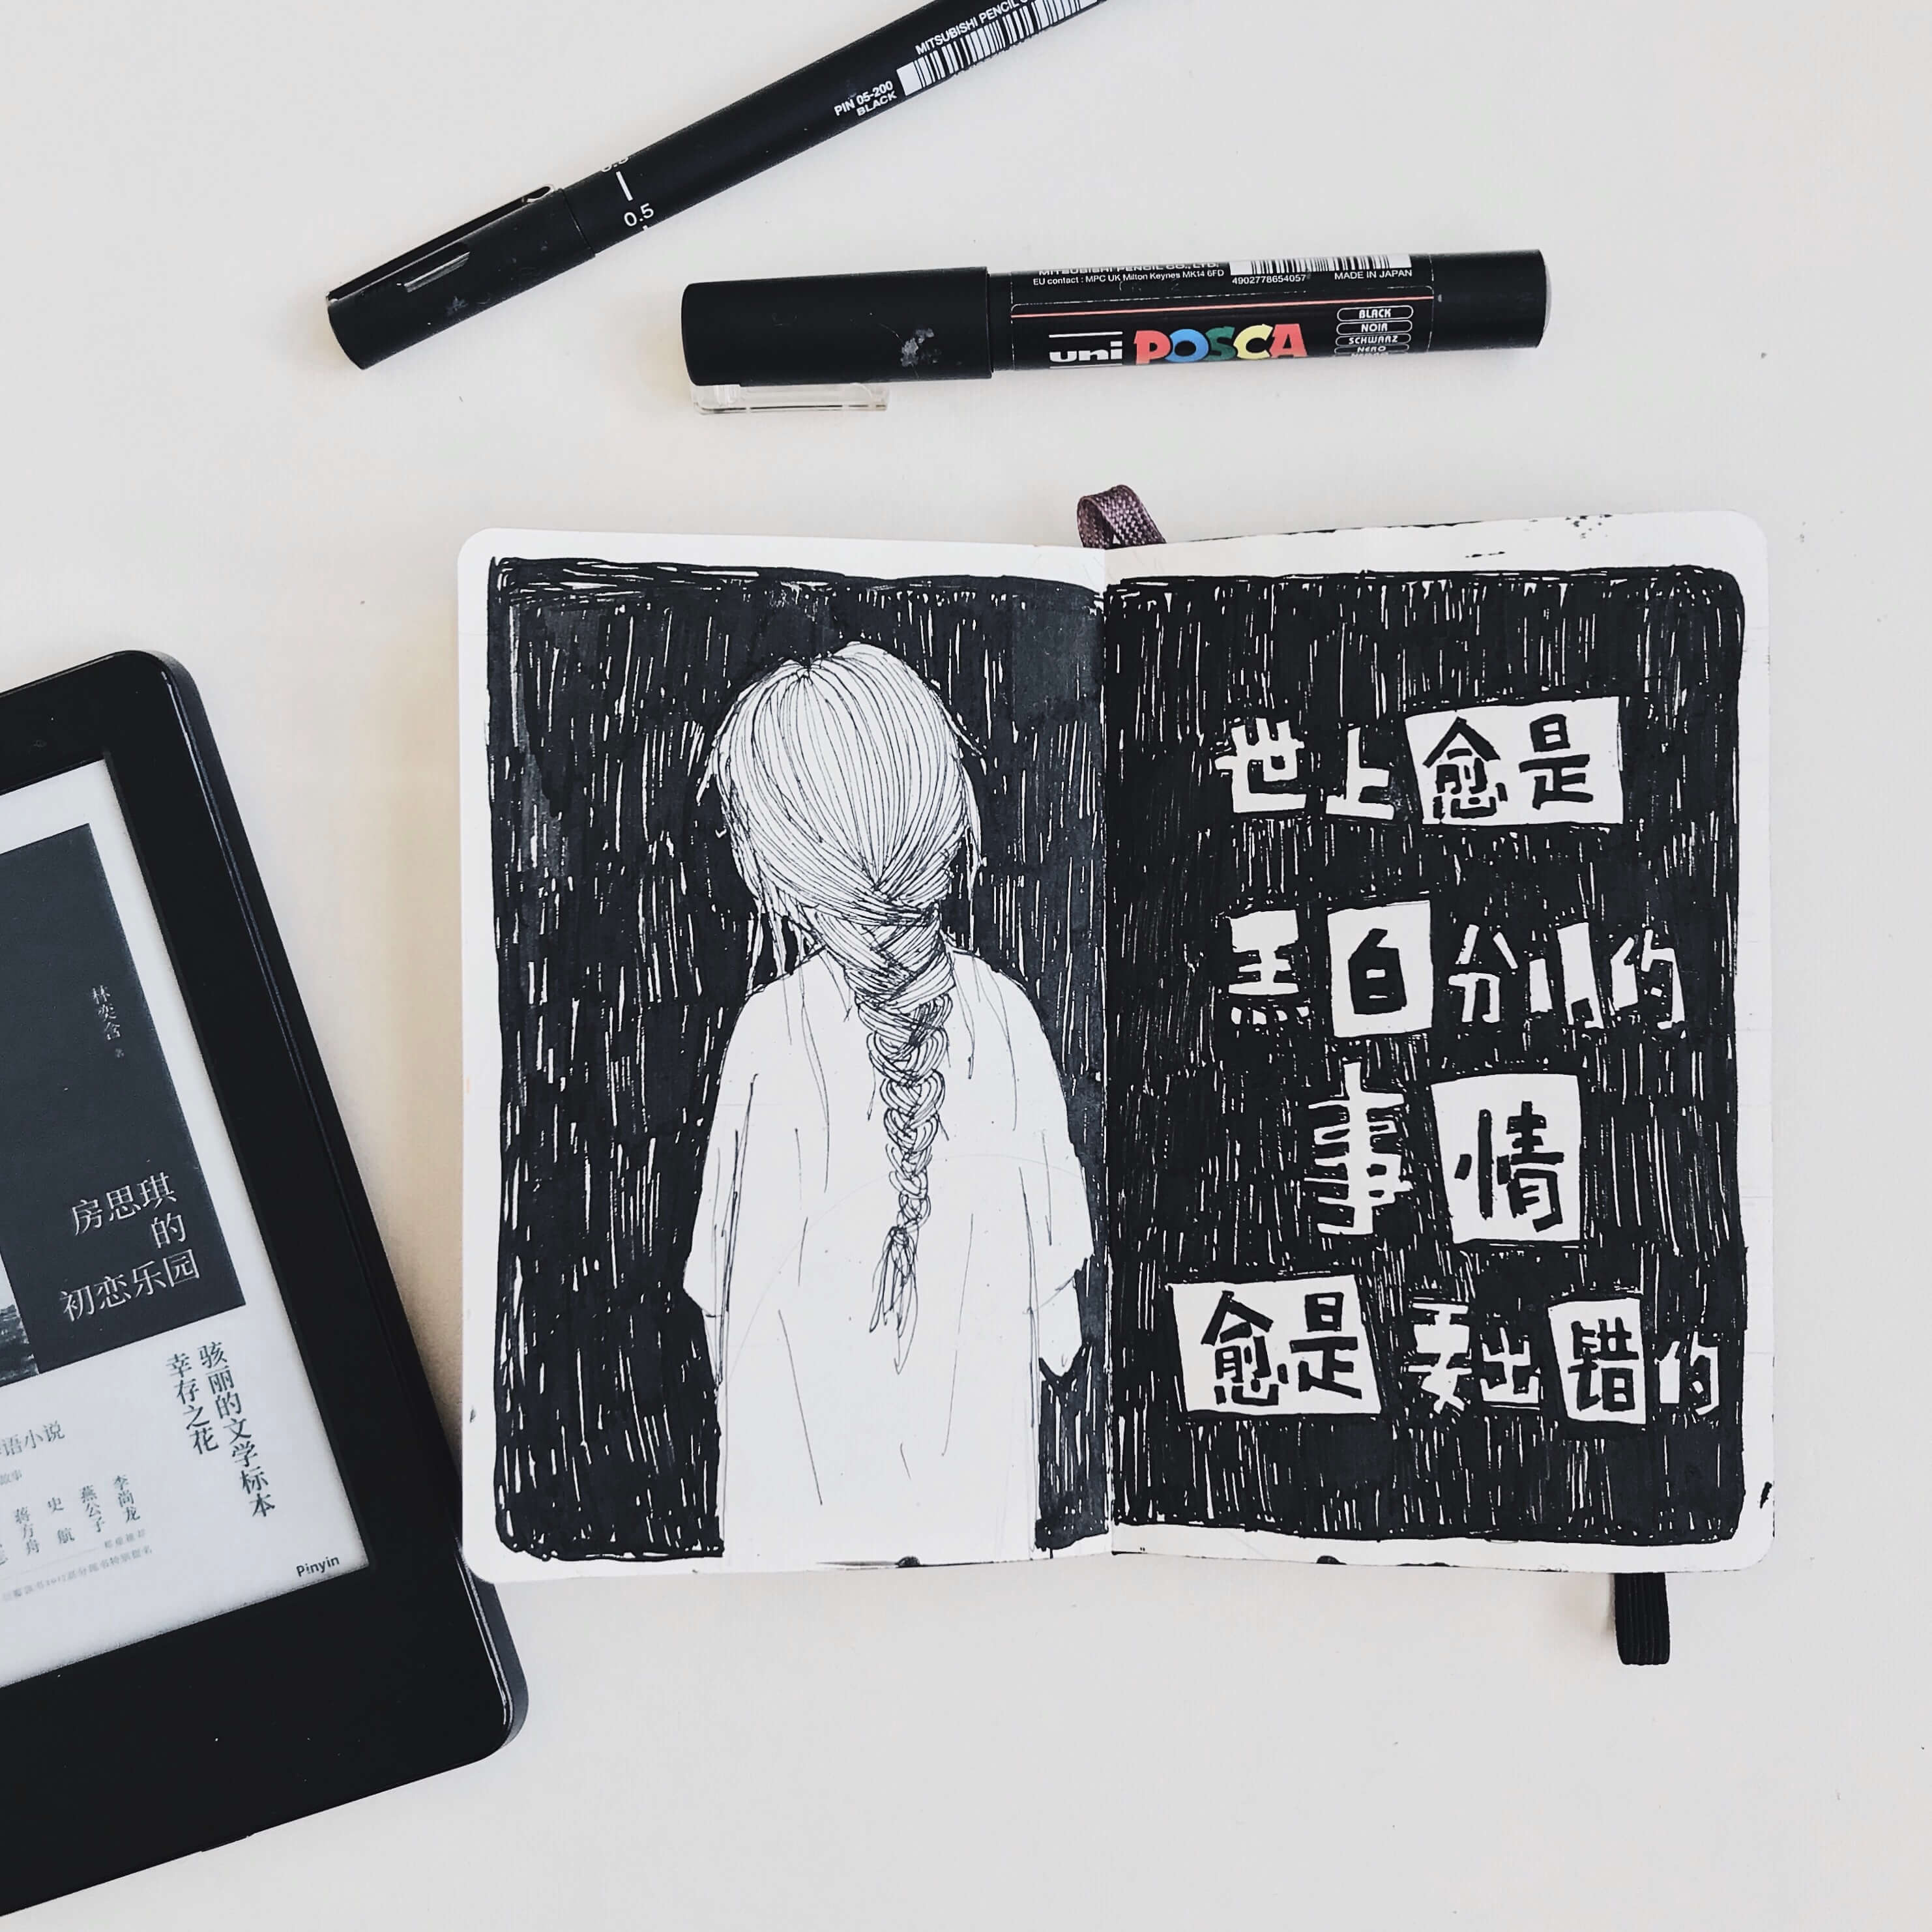 MITSUBISHI PENCIL
PIN 05-200
BLACK
0.5
MITSUBISHI PENCIL CO., LTD.
EU contact : MPC UK Milton Keynes MK14 6FD
4902778654057
MADE IN JAPAN
uni POSCA
BLACK
NOIR
SCHWARZ
NERO
世上愈是
黑白分明的
事情
愈是要出错的
林奕含 著
房思琪
的
初恋乐园
骇丽的文学标本
幸存之花
语小说
故事
李尚龙
燕公子
史航
蒋方舟
Pinyin